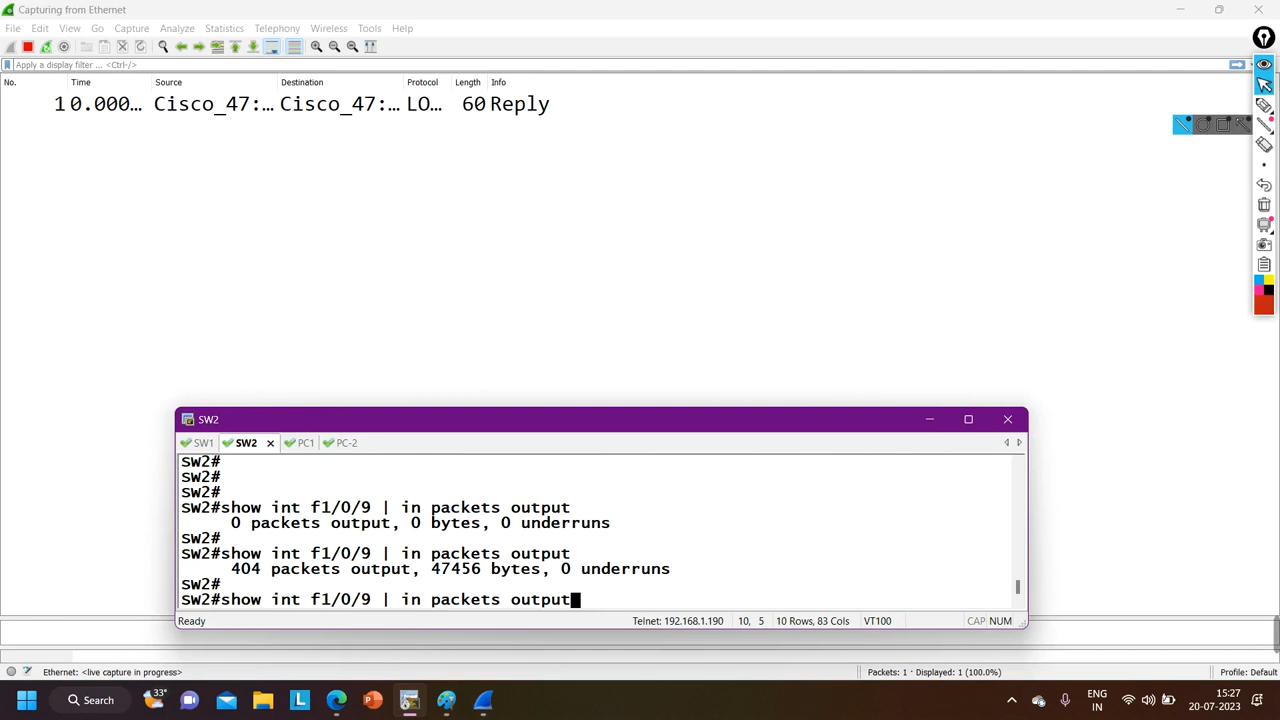 Capturing from Ethernet
File Edit View Go Capture Analyze Statistics Telephony Wireless Tools Help
Apply a display filter ... <Ctrl-/>
No. Time Source Destination Protocol Length Info
1 0.000... Cisco_47:... Cisco_47:... LO... 60 Reply
SW2
SW1 SW2 PC1 PC-2
SW2#
SW2#
SW2#
SW2#show int f1/0/9 | in packets output
0 packets output, 0 bytes, 0 underruns
SW2#
SW2#show int f1/0/9 | in packets output
404 packets output, 47456 bytes, 0 underruns
SW2#
SW2#show int f1/0/9 | in packets output
Ready Telnet: 192.168.1.190 10, 5 10 Rows, 83 Cols VT100 CAP NUM
Ethernet: <live capture in progress> Packets: 1 · Displayed: 1 (100.0%) Profile: Default
Search 33° L ENG 15:27
IN 20-07-2023